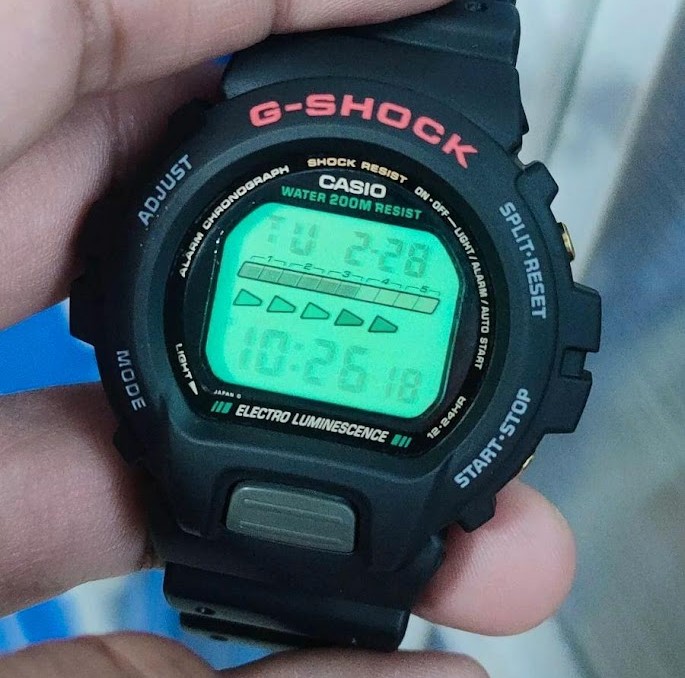 G-SHOCK
SHOCK RESIST
CASIO
WATER 200M RESIST
ADJUST
ALARM CHRONOGRAPH
ON·OFF—LIGHT/ALARM/AUTO START
SPLIT·RESET
TU 2-28
1 2 3 4 5
10:26 18
MODE
LIGHT
JAPAN G
ELECTRO LUMINESCENCE
12·24HR
START·STOP